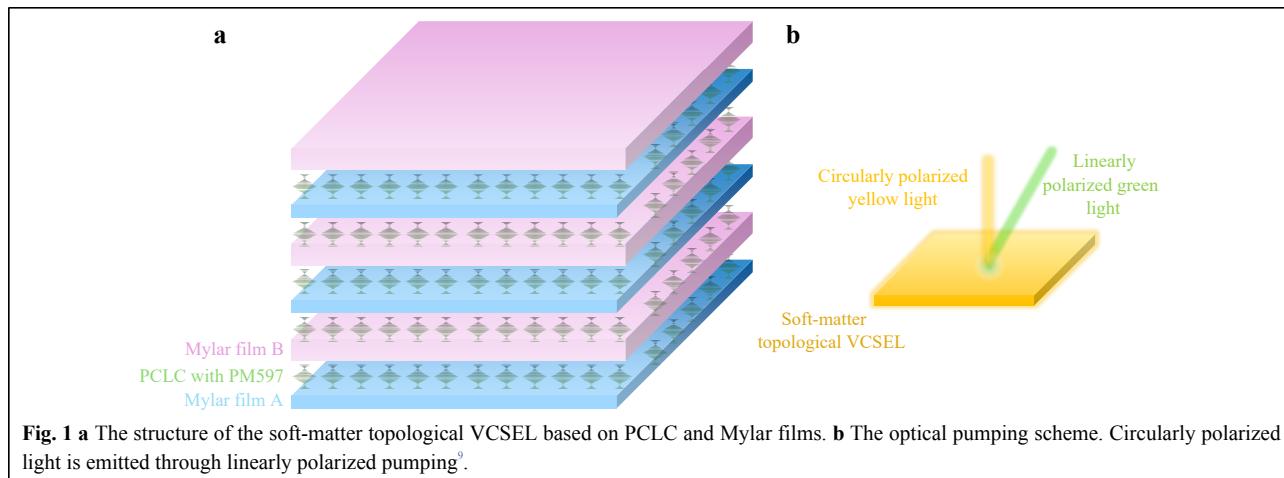 a
b
Circularly polarized
yellow light
Linearly
polarized green
light
Soft-matter
topological VCSEL
Mylar film B
PCLC with PM597
Mylar film A
Fig. 1 a The structure of the soft-matter topological VCSEL based on PCLC and Mylar films. b The optical pumping scheme. Circularly polarized
light is emitted through linearly polarized pumping⁹.